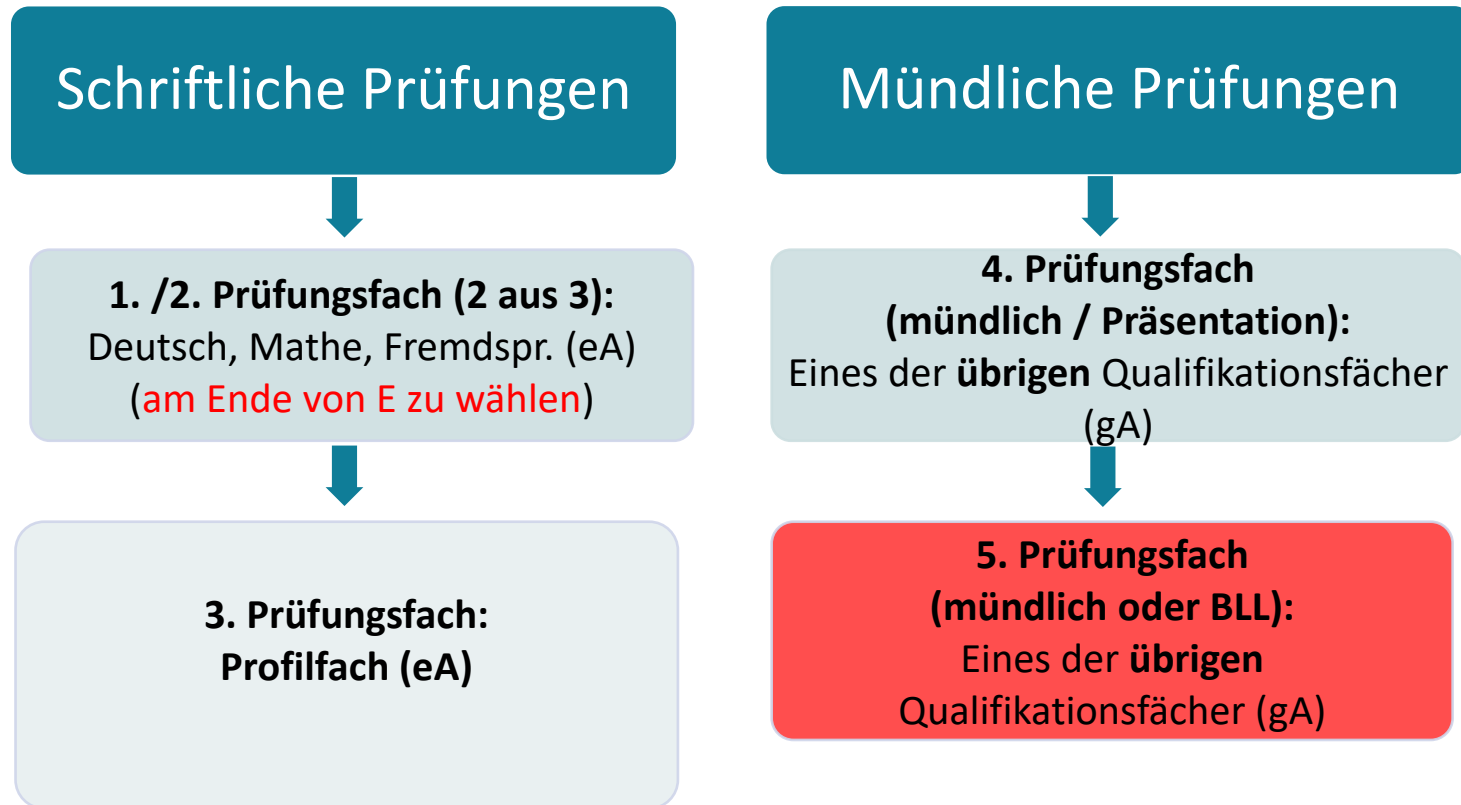 Schriftliche Prüfungen
1. /2. Prüfungsfach (2 aus 3):
Deutsch, Mathe, Fremdspr. (eA)
(am Ende von E zu wählen)
3. Prüfungsfach:
Profilfach (eA)
Mündliche Prüfungen
4. Prüfungsfach
(mündlich / Präsentation):
Eines der übrigen Qualifikationsfächer
(gA)
5. Prüfungsfach
(mündlich oder BLL):
Eines der übrigen
Qualifikationsfächer (gA)